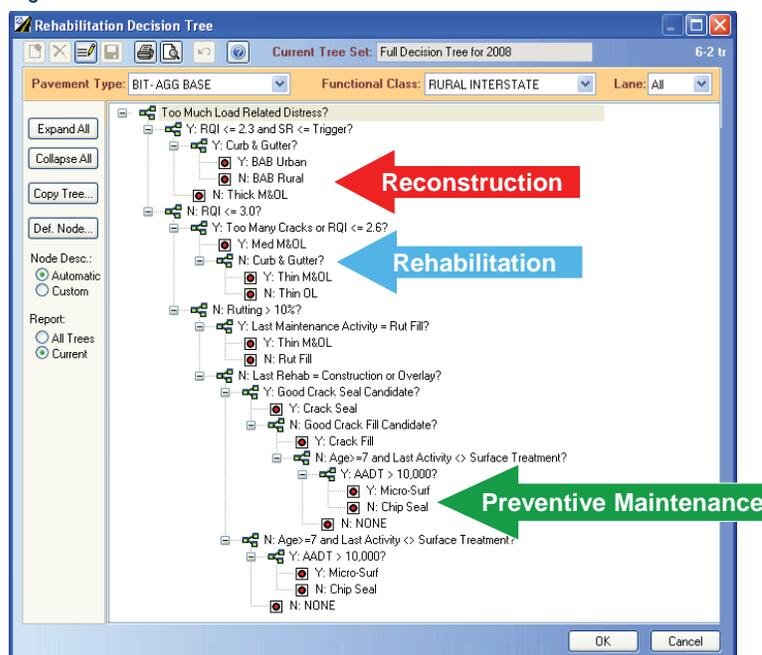 Rehabilitation Decision Tree
Current Tree Set: Full Decision Tree for 2008 6-2 tr
Pavement Type: BIT- AGG BASE Functional Class: RURAL INTERSTATE Lane: All
Expand All
Collapse All
Copy Tree...
Def. Node...
Node Desc.:
Automatic
Custom
Report:
All Trees
Current
Too Much Load Related Distress?
Y: RQI <= 2.3 and SR <= Trigger?
Y: Curb & Gutter?
Y: BAB Urban
N: BAB Rural
N: Thick M&OL
N: RQI <= 3.0?
Y: Too Many Cracks or RQI <= 2.6?
Y: Med M&OL
N: Curb & Gutter?
Y: Thin M&OL
N: Thin OL
N: Rutting > 10%?
Y: Last Maintenance Activity = Rut Fill?
Y: Thin M&OL
N: Rut Fill
N: Last Rehab = Construction or Overlay?
Y: Good Crack Seal Candidate?
Y: Crack Seal
N: Good Crack Fill Candidate?
Y: Crack Fill
N: Age>=7 and Last Activity <> Surface Treatment?
Y: AADT > 10,000?
Y: Micro-Surf
N: Chip Seal
N: NONE
N: Age>=7 and Last Activity <> Surface Treatment?
Y: AADT > 10,000?
Y: Micro-Surf
N: Chip Seal
N: NONE
Reconstruction
Rehabilitation
Preventive Maintenance
OK Cancel